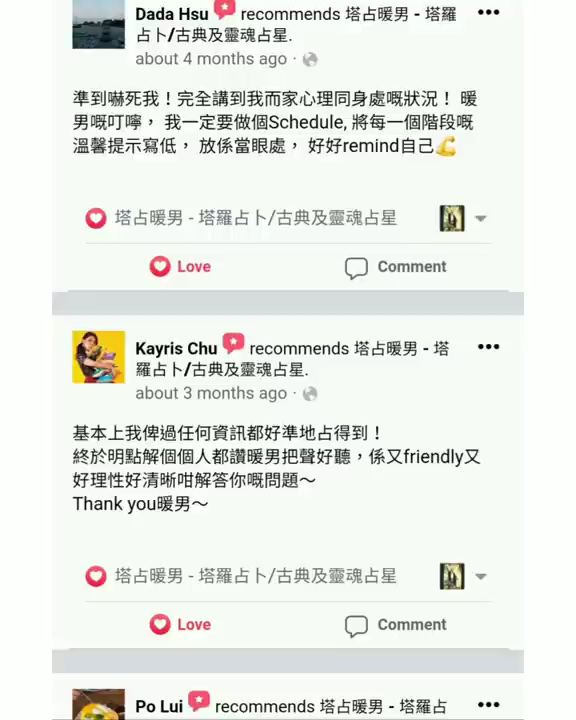 Dada Hsu recommends 塔占暖男 - 塔羅
占卜/古典及靈魂占星.
about 4 months ago ·
準到嚇死我！完全講到我而家心理同身處嘅狀況！ 暖
男嘅叮嚀， 我一定要做個Schedule, 將每一個階段嘅
溫馨提示寫低， 放係當眼處， 好好remind自己💪
塔占暖男 - 塔羅占卜/古典及靈魂占星
Love Comment
Kayris Chu recommends 塔占暖男 - 塔
羅占卜/古典及靈魂占星.
about 3 months ago ·
基本上我俾過任何資訊都好準地占得到！
終於明點解個個人都讚暖男把聲好聽，係又friendly又
好理性好清晰咁解答你嘅問題～
Thank you暖男～
塔占暖男 - 塔羅占卜/古典及靈魂占星
Love Comment
Po Lui recommends 塔占暖男 - 塔羅占